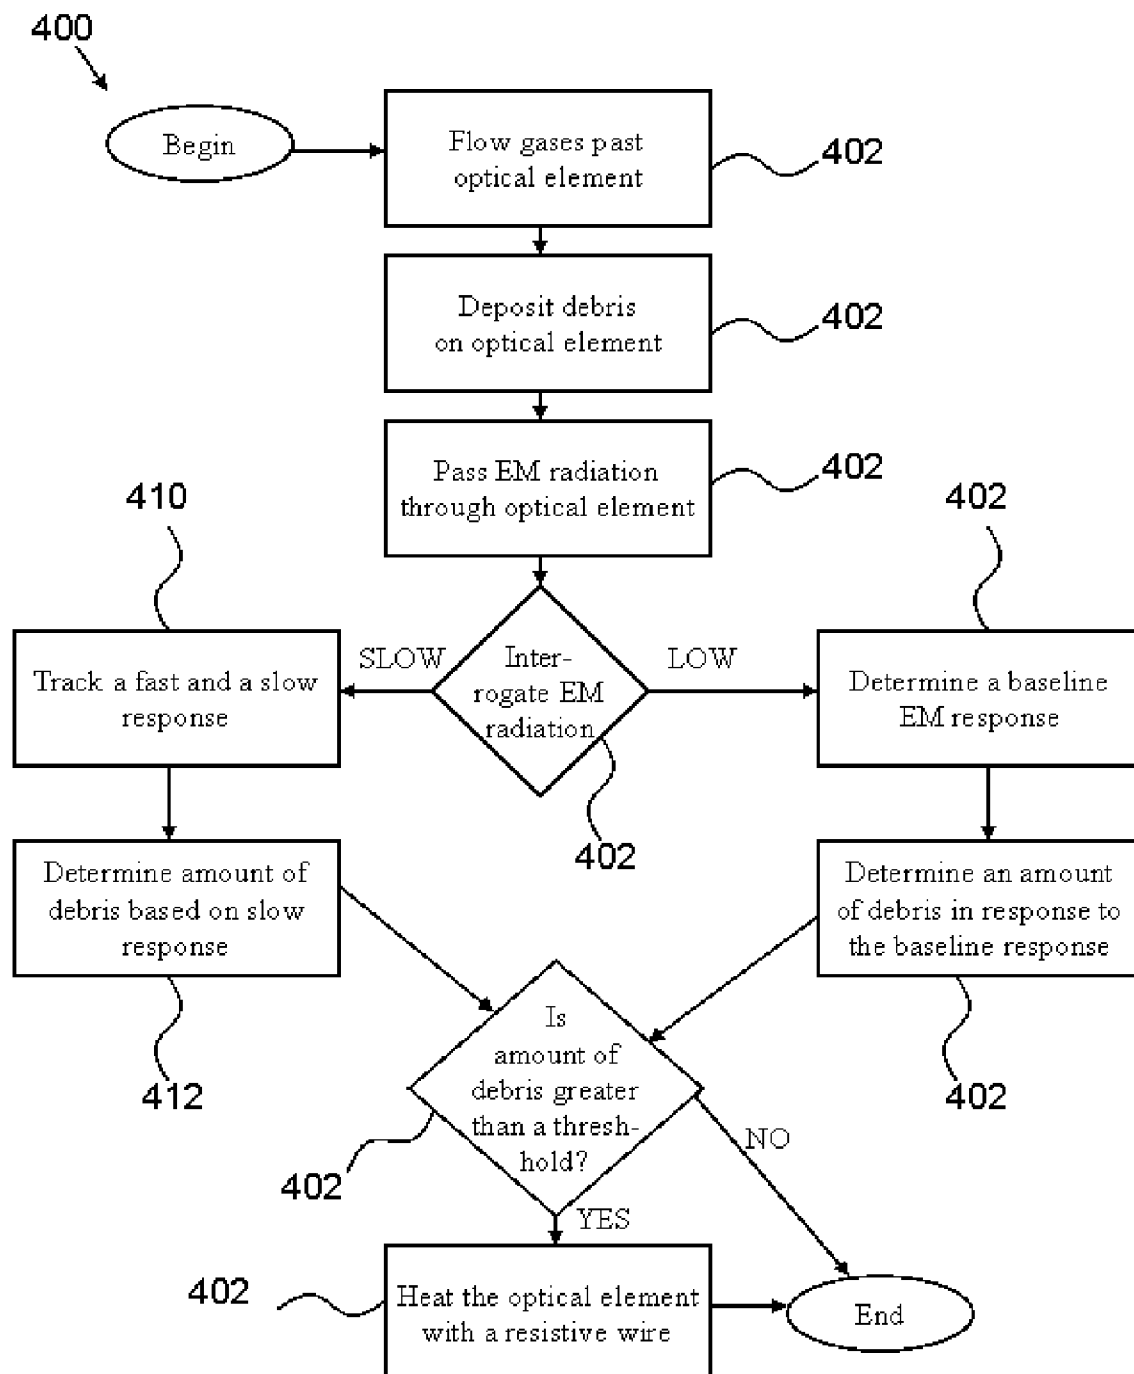 400
Begin
Flow gases past
optical element
402
Deposit debris
on optical element
402
Pass EM radiation
through optical element
402
410
402
SLOW
Inter-
rogate EM
radiation
LOW
402
Track a fast and a slow
response
Determine a baseline
EM response
Determine amount of
debris based on slow
response
412
Determine an amount
of debris in response to
the baseline response
402
Is
amount of
debris greater
than a thresh-
hold?
402
NO
YES
Heat the optical element
with a resistive wire
402
End